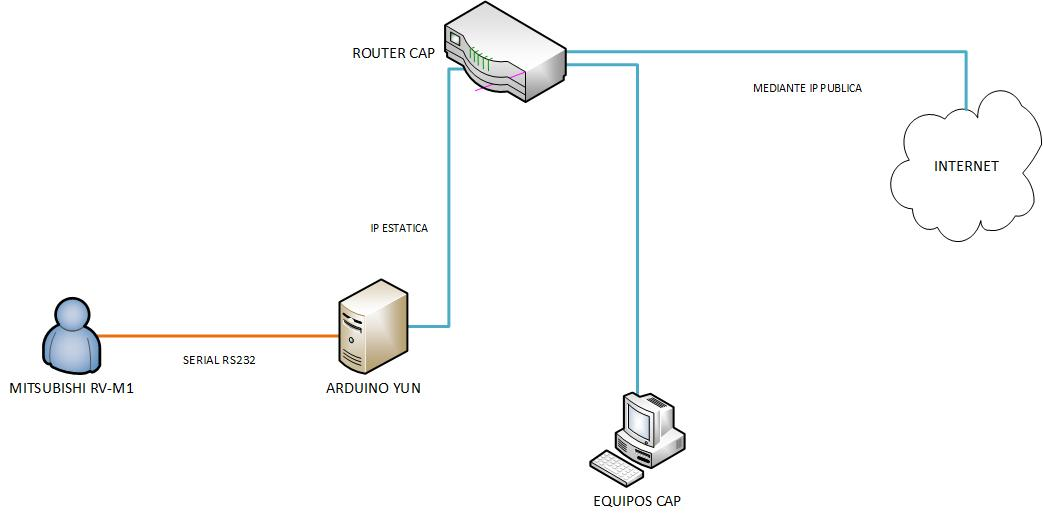 ROUTER CAP
MEDIANTE IP PUBLICA
INTERNET
IP ESTATICA
SERIAL RS232
MITSUBISHI RV-M1
ARDUINO YUN
EQUIPOS CAP